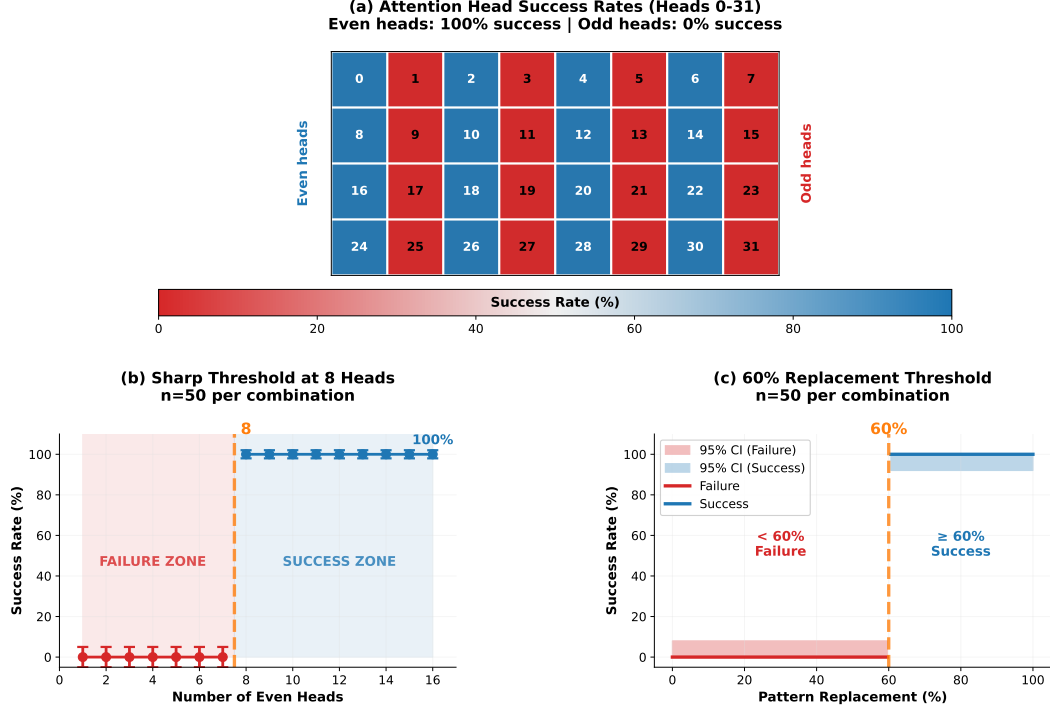 (a) Attention Head Success Rates (Heads 0-31)
Even heads: 100% success | Odd heads: 0% success
0 1 2 3 4 5 6 7
8 9 10 11 12 13 14 15
16 17 18 19 20 21 22 23
24 25 26 27 28 29 30 31
Even heads
Odd heads
Success Rate (%)
0 20 40 60 80 100
(b) Sharp Threshold at 8 Heads
n=50 per combination
8
100%
Success Rate (%)
100
80
60
40
20
0
FAILURE ZONE
SUCCESS ZONE
0 2 4 6 8 10 12 14 16
Number of Even Heads
(c) 60% Replacement Threshold
n=50 per combination
60%
Success Rate (%)
100
80
60
40
20
0
95% CI (Failure)
95% CI (Success)
Failure
Success
< 60%
Failure
≥ 60%
Success
0 20 40 60 80 100
Pattern Replacement (%)